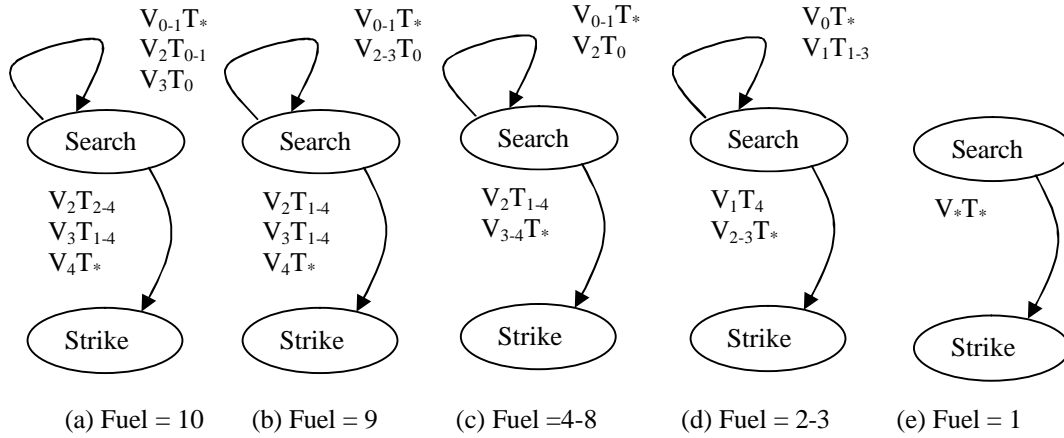 V₀₋₁T*
V₂T₀₋₁
V₃T₀
Search
V₂T₂₋₄
V₃T₁₋₄
V₄T*
Strike
(a) Fuel = 10
V₀₋₁T*
V₂₋₃T₀
Search
V₂T₁₋₄
V₃T₁₋₄
V₄T*
Strike
(b) Fuel = 9
V₀₋₁T*
V₂T₀
Search
V₂T₁₋₄
V₃₋₄T*
Strike
(c) Fuel =4-8
V₀T*
V₁T₁₋₃
Search
V₁T₄
V₂₋₃T*
Strike
(d) Fuel = 2-3
Search
V*T*
Strike
(e) Fuel = 1